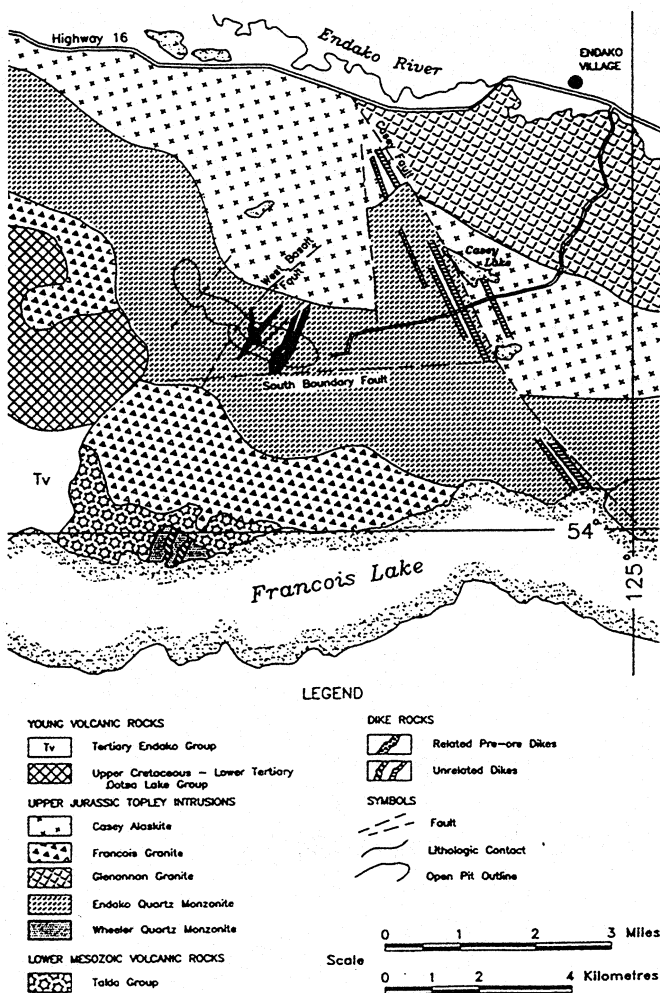 Highway 16
Endako River
ENDAKO
VILLAGE
Casey Fault
Casey
Lake
West Basalt
Fault
South Boundary Fault
Tv
54°
125°
Francois Lake
LEGEND
YOUNG VOLCANIC ROCKS
Tv Tertiary Endako Group
Upper Cretaceous – Lower Tertiary
Ootsa Lake Group
UPPER JURASSIC TOPLEY INTRUSIONS
Casey Alaskite
Francois Granite
Glenannan Granite
Endako Quartz Monzonite
Wheeler Quartz Monzonite
LOWER MESOZOIC VOLCANIC ROCKS
Takla Group
DIKE ROCKS
Related Pre-ore Dikes
Unrelated Dikes
SYMBOLS
Fault
Lithologic Contact
Open Pit Outline
0 1 2 3 Miles
Scale
0 1 2 4 Kilometres